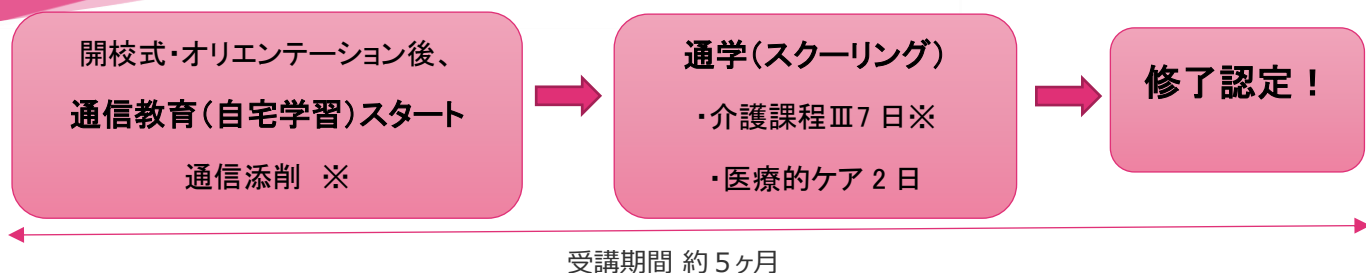 開校式・オリエンテーション後、
通信教育（自宅学習）スタート
通信添削 ※
通学（スクーリング）
・介護課程Ⅲ7日※
・医療的ケア 2 日
修了認定！
受講期間 約５ヶ月